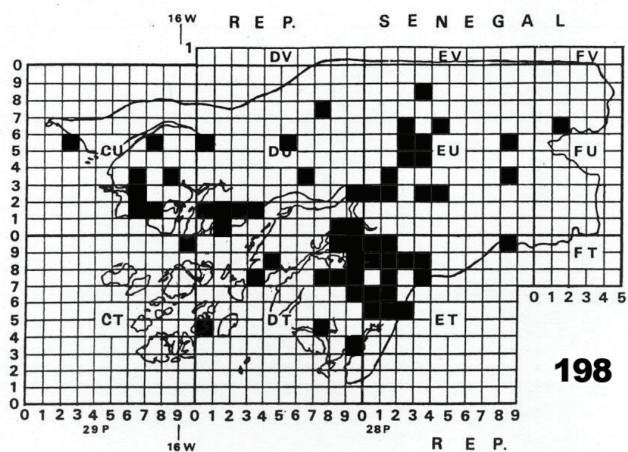 16W
REP. SENEGAL
1
0 DV EV FV
9
8
7
6
5 CU DU EU FU
4
3
2
1
0
9 FT
8
7
6 0 1 2 3 4 5
5 CT DT ET
4
3 198
2
1
0
0 1 2 3 4 5 6 7 8 9 0 1 2 3 4 5 6 7 8 9 0 1 2 3 4 5 6 7 8 9
29P 28P
16W REP.